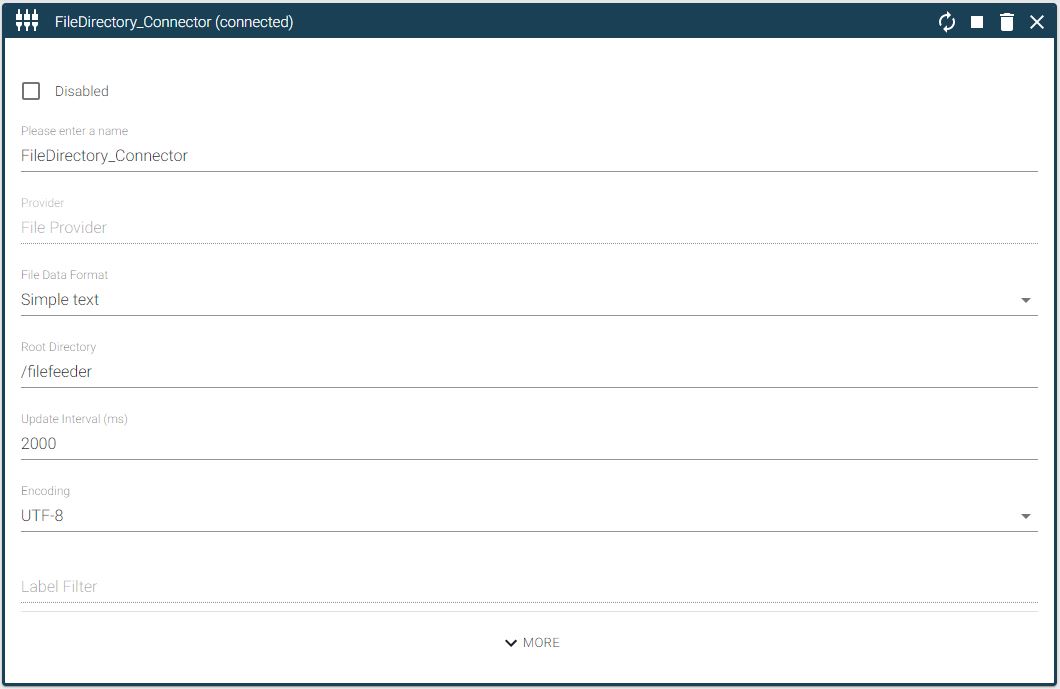 FileDirectory_Connector (connected)
Disabled
Please enter a name
FileDirectory_Connector
Provider
File Provider
File Data Format
Simple text
Root Directory
/filefeeder
Update Interval (ms)
2000
Encoding
UTF-8
Label Filter
MORE